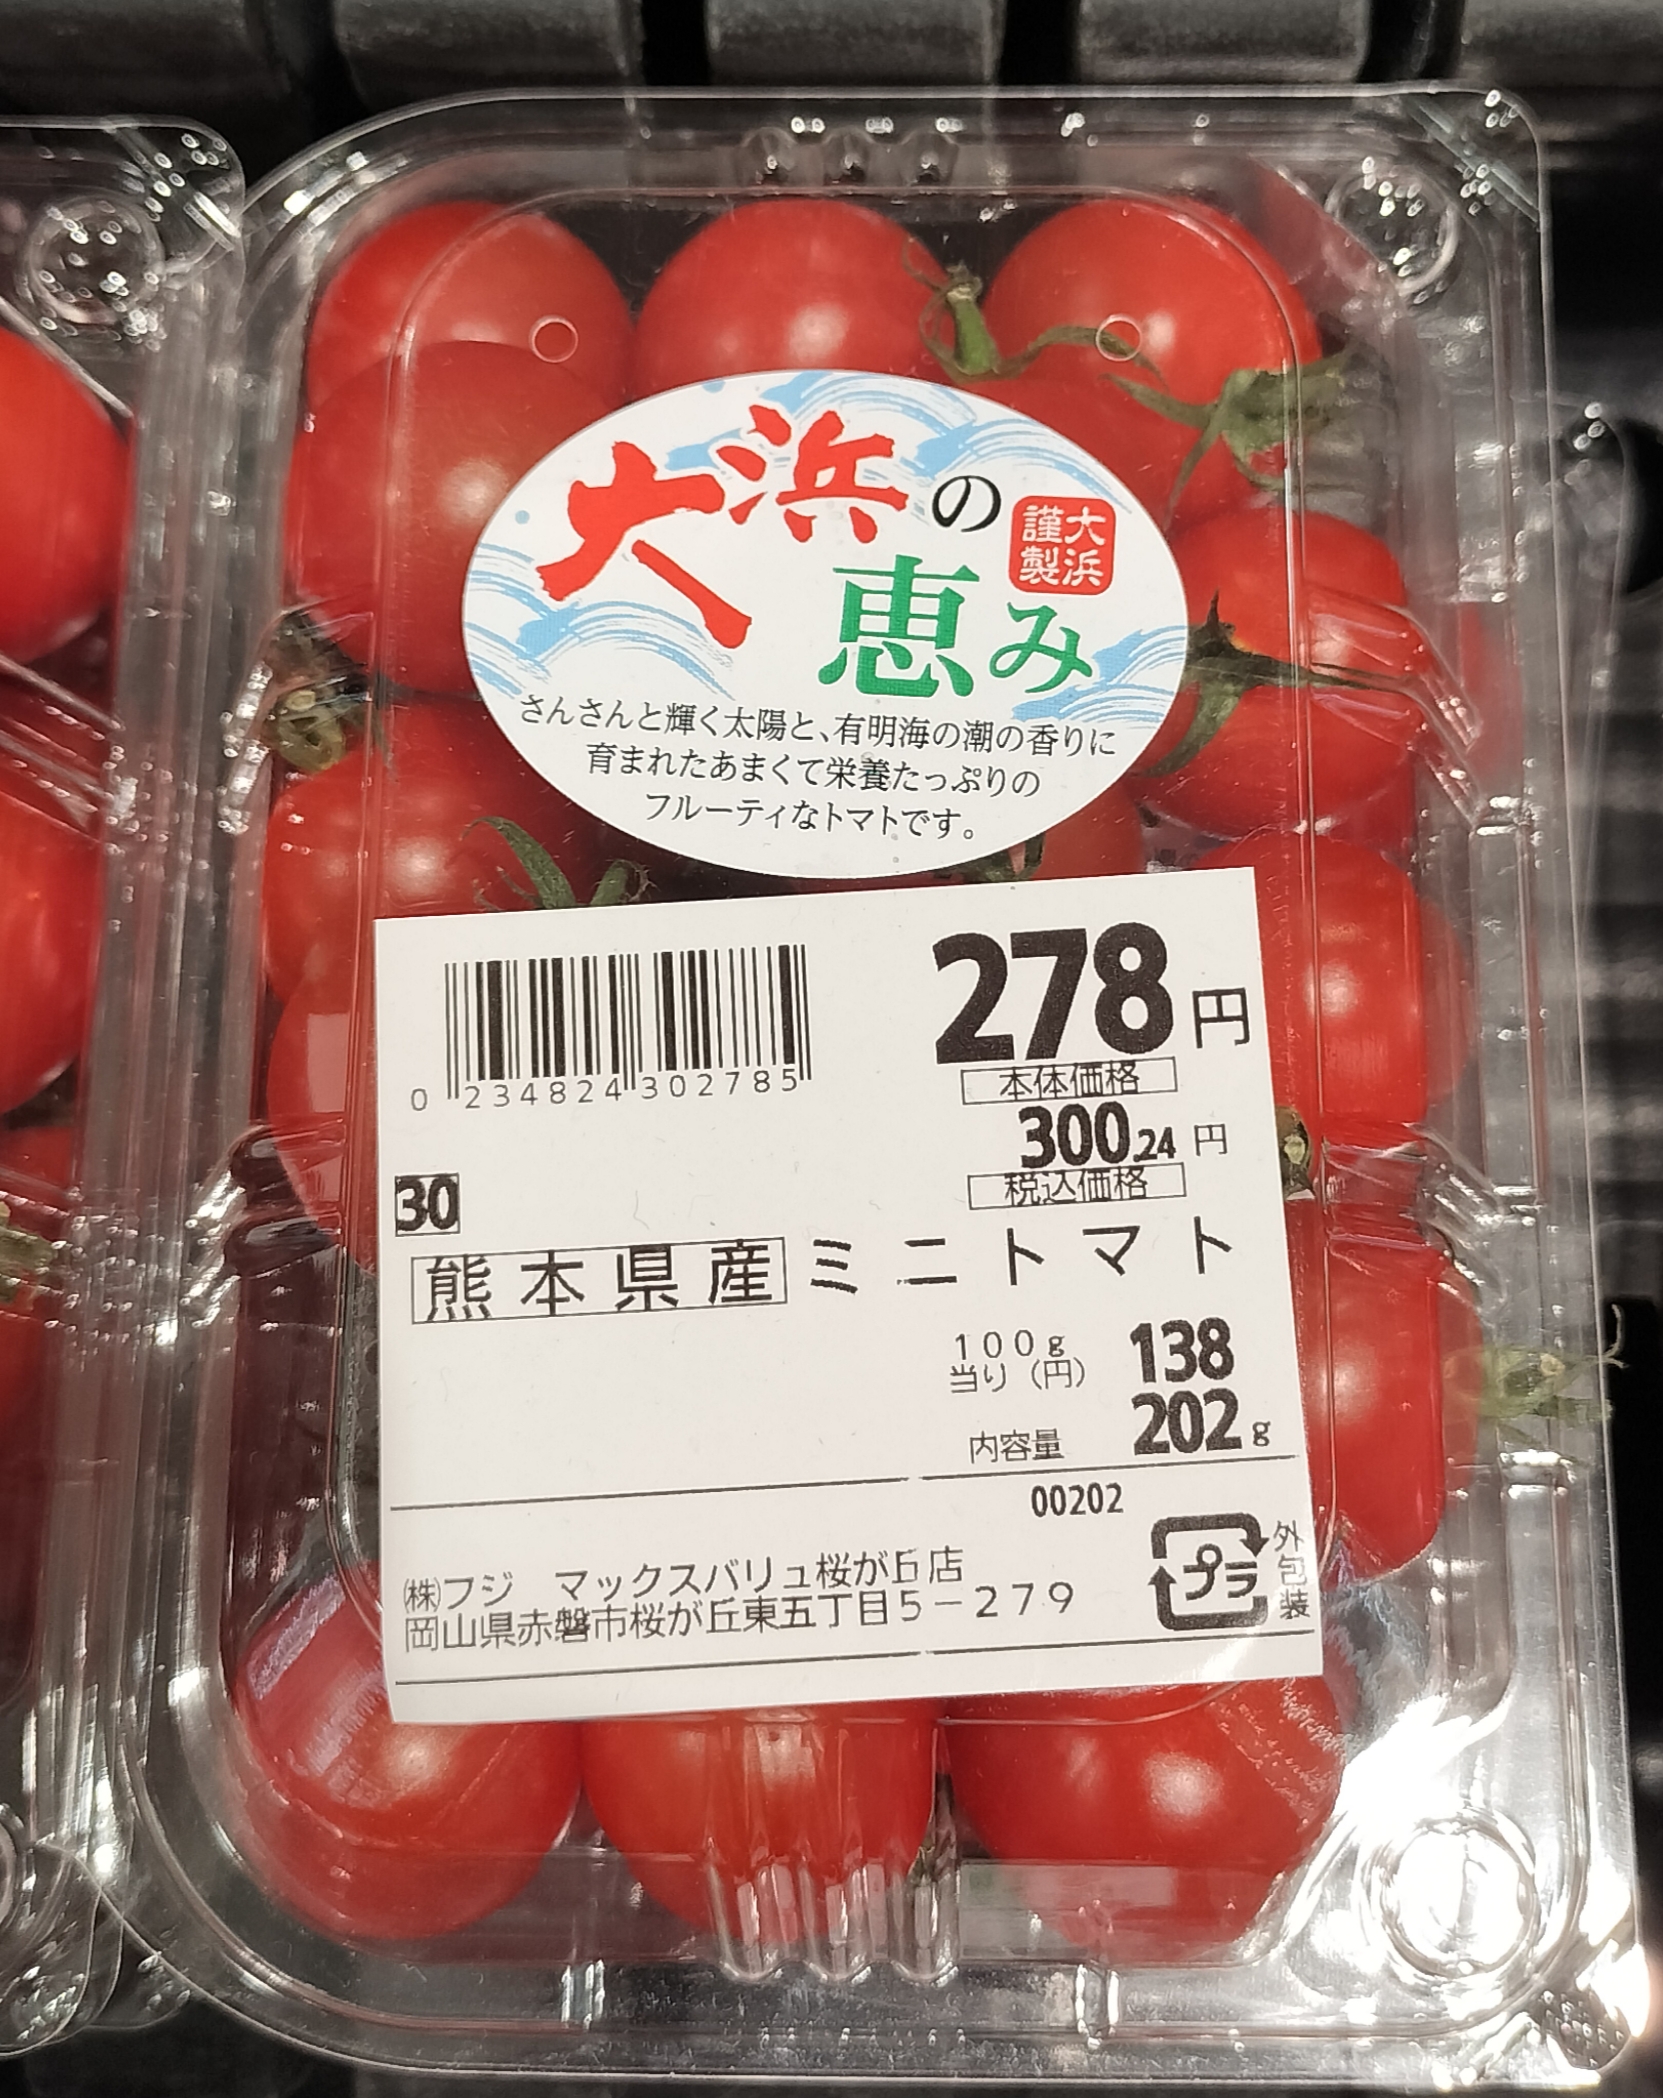 大浜の
大浜
謹製
恵み
さんさんと輝く太陽と、有明海の潮の香りに
育まれたあまくて栄養たっぷりの
フルーティなトマトです。
278円
本体価格
0 234824 302785
300.24 円
税込価格
30
熊本県産ミニトマト
100g
当り(円) 138
内容量 202g
00202
㈱フジ マックスバリュ桜が丘店
岡山県赤磐市桜が丘東五丁目5-279
プラ
外包装